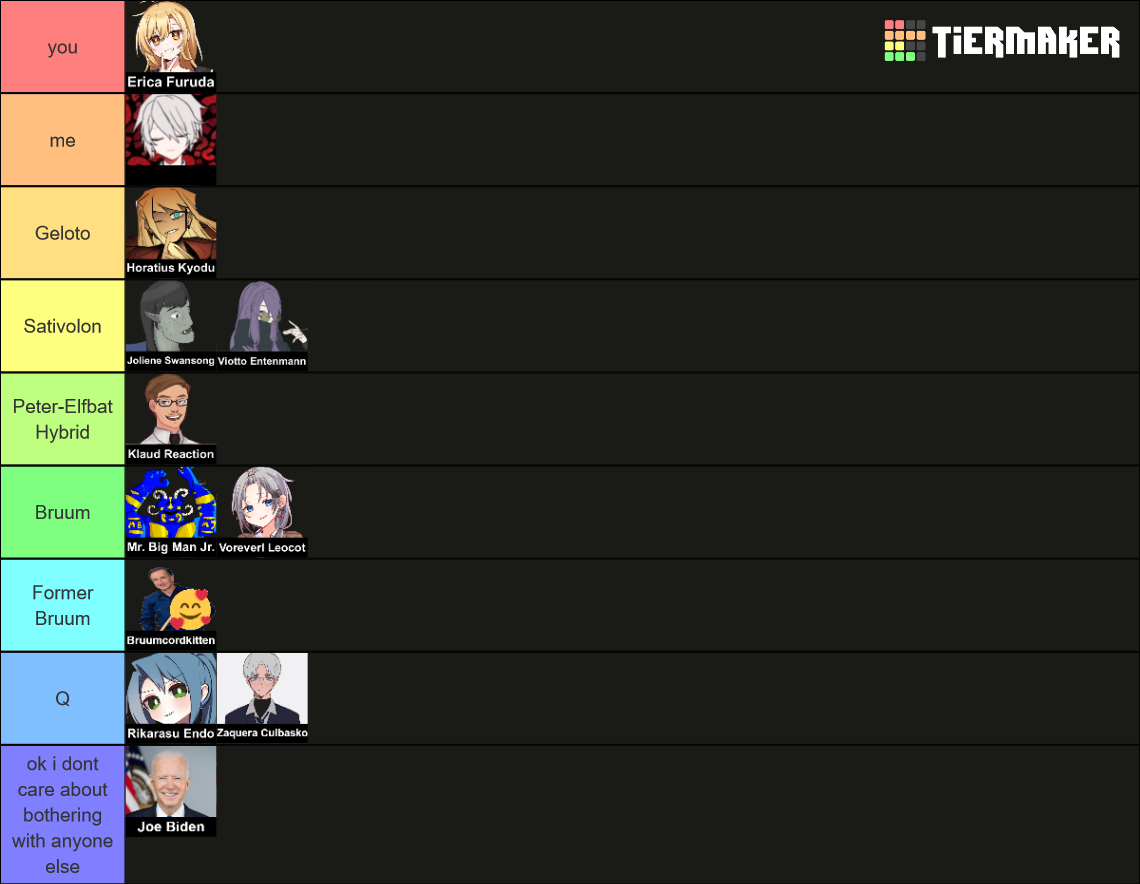 you
Erica Furuda
TiERMAKER
me
Geloto
Horatius Kyodu
Sativolon
Joliene Swansong
Viotto Entenmann
Peter-Elfbat
Hybrid
Klaud Reaction
Bruum
Mr. Big Man Jr.
Voreverl Leocot
Former
Bruum
Bruumcordkitten
Q
Rikarasu Endo
Zaquera Culbasko
ok i dont
care about
bothering
with anyone
else
Joe Biden